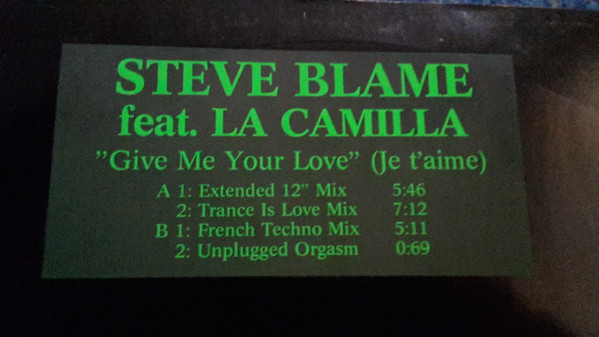 STEVE BLAME
feat. LA CAMILLA
”Give Me Your Love” (Je t'aime)
A 1: Extended 12” Mix 5:46
2: Trance Is Love Mix 7:12
B 1: French Techno Mix 5:11
2: Unplugged Orgasm 0:69